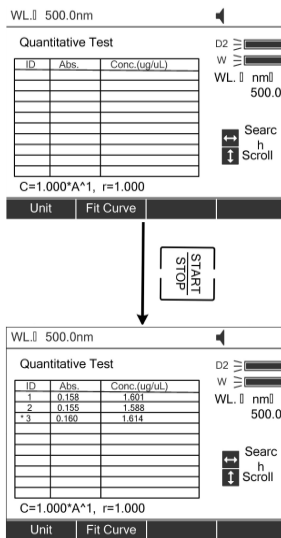 WL.▯ 500.0nm
Quantitative Test
D2
W
ID Abs. Conc.(ug/uL)
WL. ▯ nm▯
500.0
Searc
h
Scroll
C=1.000*A^1, r=1.000
Unit Fit Curve
START
STOP
WL.▯ 500.0nm
Quantitative Test
D2
W
ID Abs. Conc.(ug/uL)
1 0.158 1.601
2 0.155 1.588
*3 0.160 1.614
WL. ▯ nm▯
500.0
Searc
h
Scroll
C=1.000*A^1, r=1.000
Unit Fit Curve